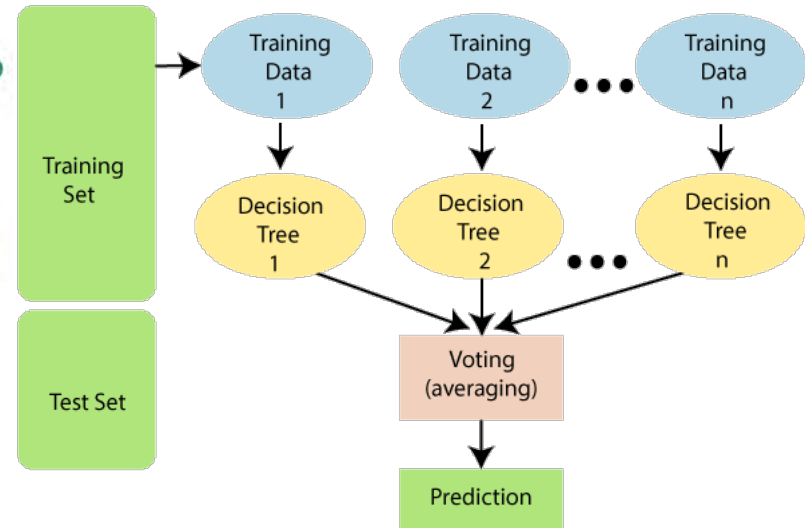 Training
Set
Test Set
Training
Data
1
Training
Data
2
Training
Data
n
Decision
Tree
1
Decision
Tree
2
Decision
Tree
n
Voting
(averaging)
Prediction